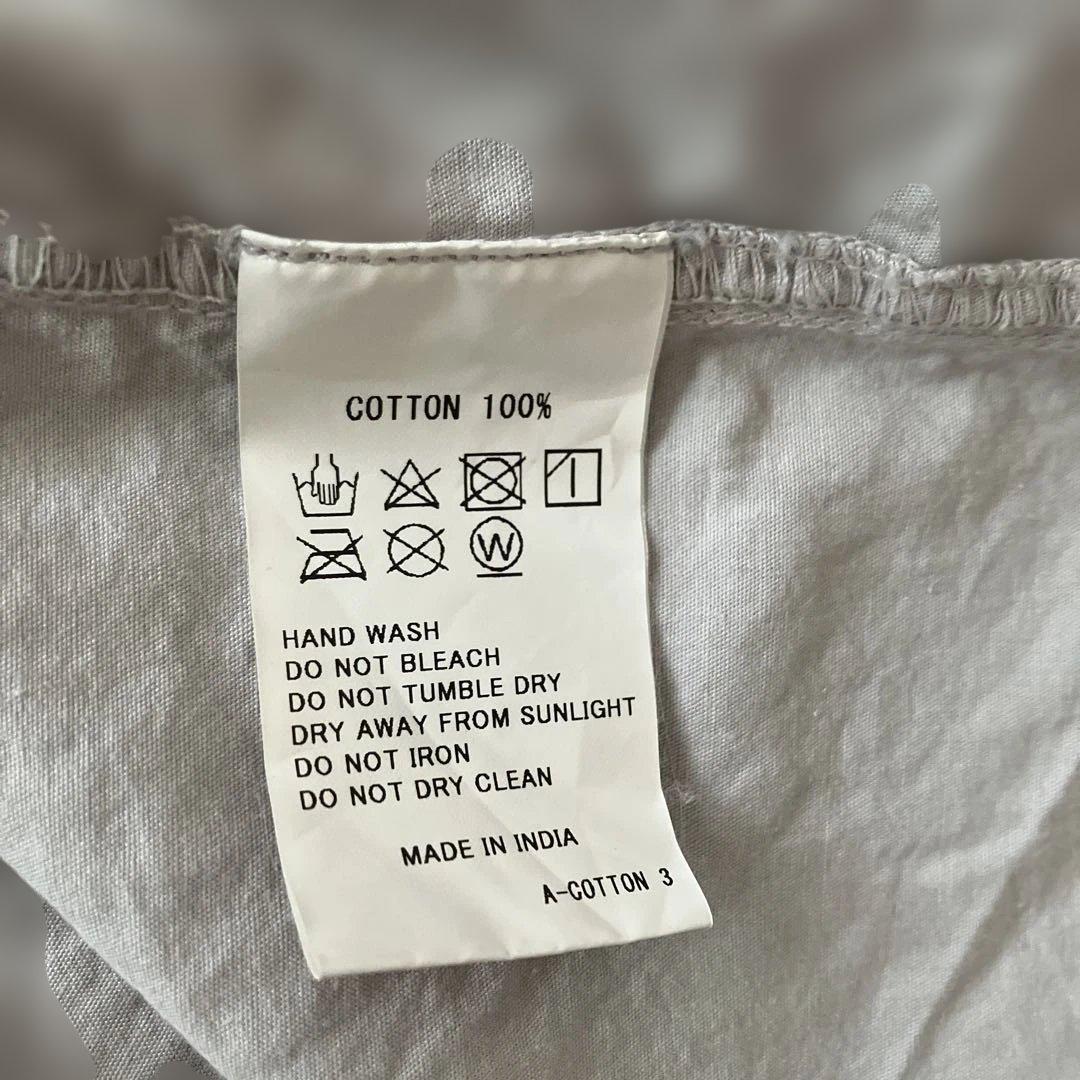 COTTON 100%
W
HAND WASH
DO NOT BLEACH
DO NOT TUMBLE DRY
DRY AWAY FROM SUNLIGHT
DO NOT IRON
DO NOT DRY CLEAN
MADE IN INDIA
A-COTTON 3